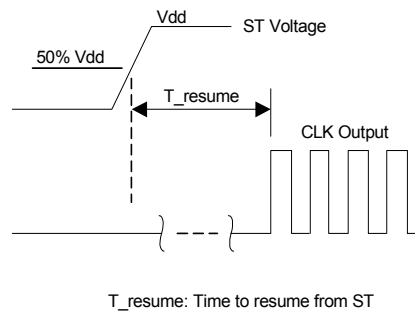 Vdd
ST Voltage
50% Vdd
T_resume
CLK Output
T_resume: Time to resume from ST